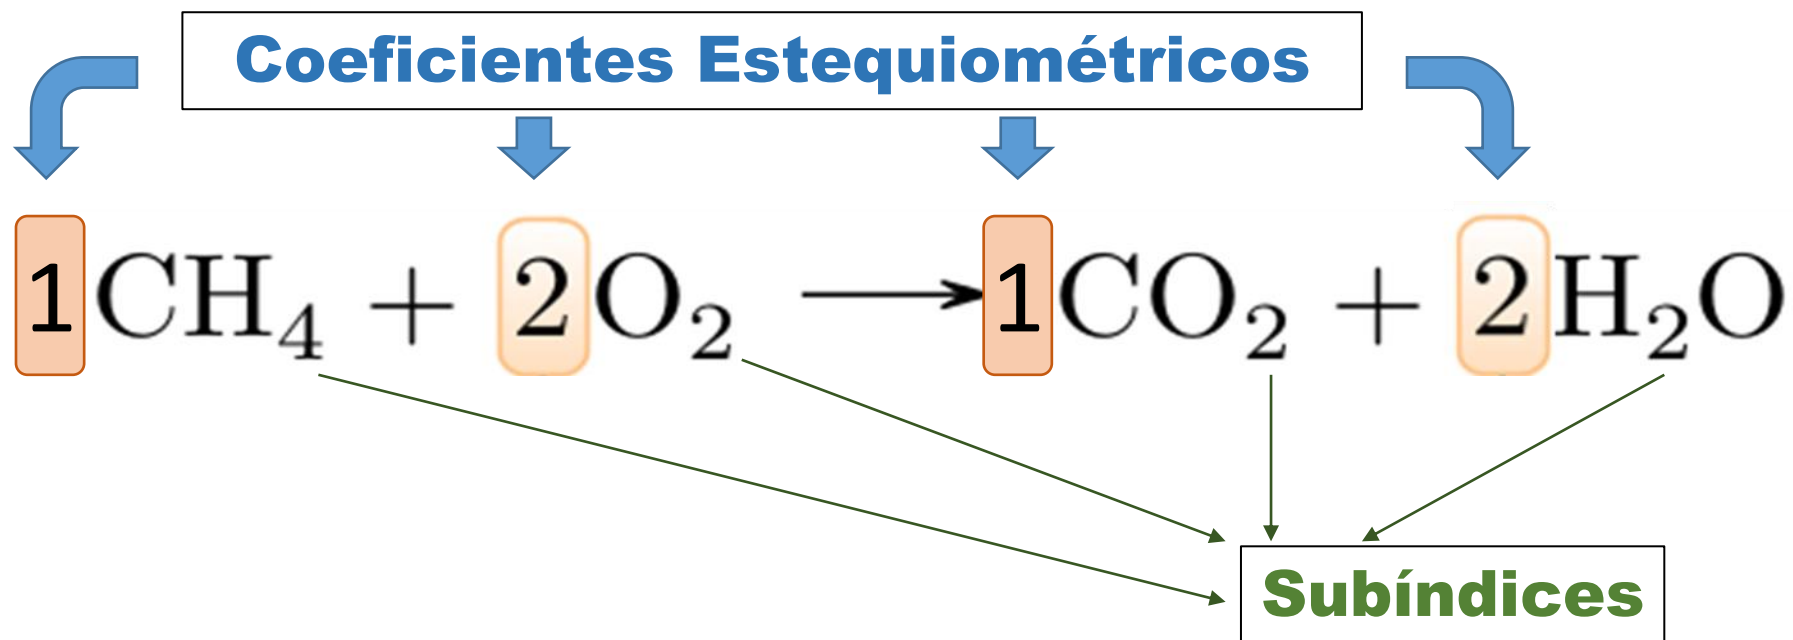 Coeficientes Estequiométricos
1CH₄ + 2O₂ ⟶ 1CO₂ + 2H₂O
Subíndices